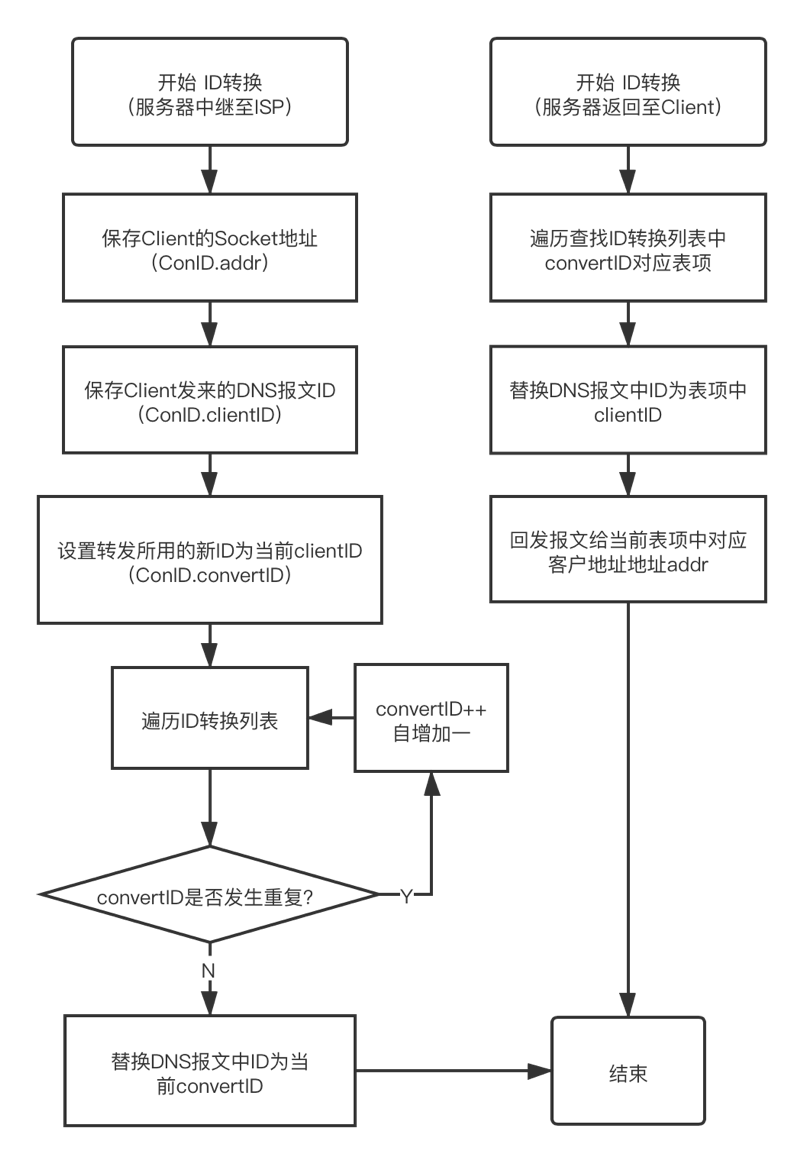 开始 ID转换
（服务器中继至ISP）
保存Client的Socket地址
（ConID.addr）
保存Client发来的DNS报文ID
（ConID.clientID）
设置转发所用的新ID为当前clientID
（ConID.convertID）
遍历ID转换列表
convertID++
自增加一
convertID是否发生重复?
Y
N
替换DNS报文中ID为当
前convertID
开始 ID转换
（服务器返回至Client）
遍历查找ID转换列表中
convertID对应表项
替换DNS报文中ID为表项中
clientID
回发报文给当前表项中对应
客户地址地址addr
结束